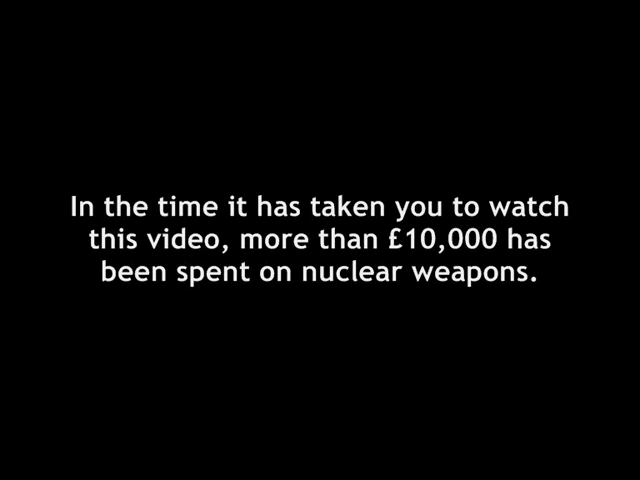 In the time it has taken you to watch
this video, more than £10,000 has
been spent on nuclear weapons.